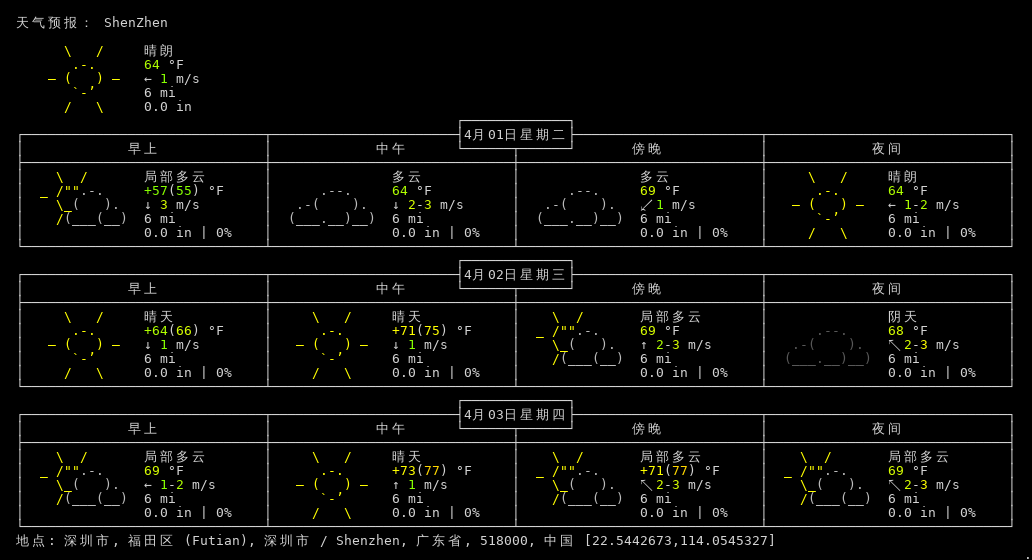 天气预报： ShenZhen
晴朗
64 °F
← 1 m/s
6 mi
0.0 in
4月01日星期二
早上 中午 傍晚 夜间
局部多云 多云 多云 晴朗
+57(55) °F 64 °F 69 °F 64 °F
↓ 3 m/s ↓ 2-3 m/s ↙ 1 m/s ← 1-2 m/s
6 mi 6 mi 6 mi 6 mi
0.0 in | 0% 0.0 in | 0% 0.0 in | 0% 0.0 in | 0%
4月02日星期三
早上 中午 傍晚 夜间
晴天 晴天 局部多云 阴天
+64(66) °F +71(75) °F 69 °F 68 °F
↓ 1 m/s ↓ 1 m/s ↑ 2-3 m/s ↖ 2-3 m/s
6 mi 6 mi 6 mi 6 mi
0.0 in | 0% 0.0 in | 0% 0.0 in | 0% 0.0 in | 0%
4月03日星期四
早上 中午 傍晚 夜间
局部多云 晴天 局部多云 局部多云
69 °F +73(77) °F +71(77) °F 69 °F
← 1-2 m/s ↑ 1 m/s ↖ 2-3 m/s ↖ 2-3 m/s
6 mi 6 mi 6 mi 6 mi
0.0 in | 0% 0.0 in | 0% 0.0 in | 0% 0.0 in | 0%
地点: 深圳市, 福田区 (Futian), 深圳市 / Shenzhen, 广东省, 518000, 中国 [22.5442673,114.0545327]